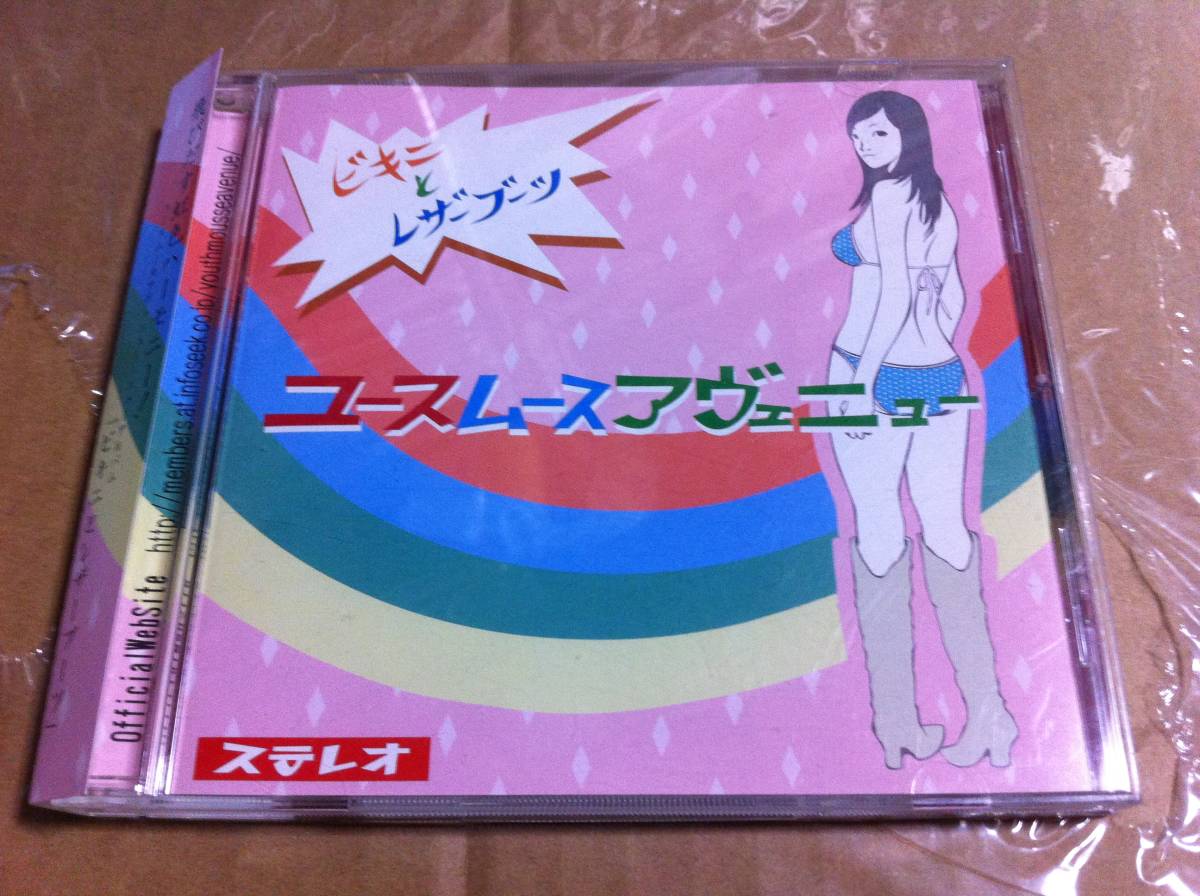 ビキニ
と
レザーブーツ
ユースムースアヴェニュー
ステレオ
OfficialWebSite http://members.at.infoseek.co.jp/youthmousseavenue/